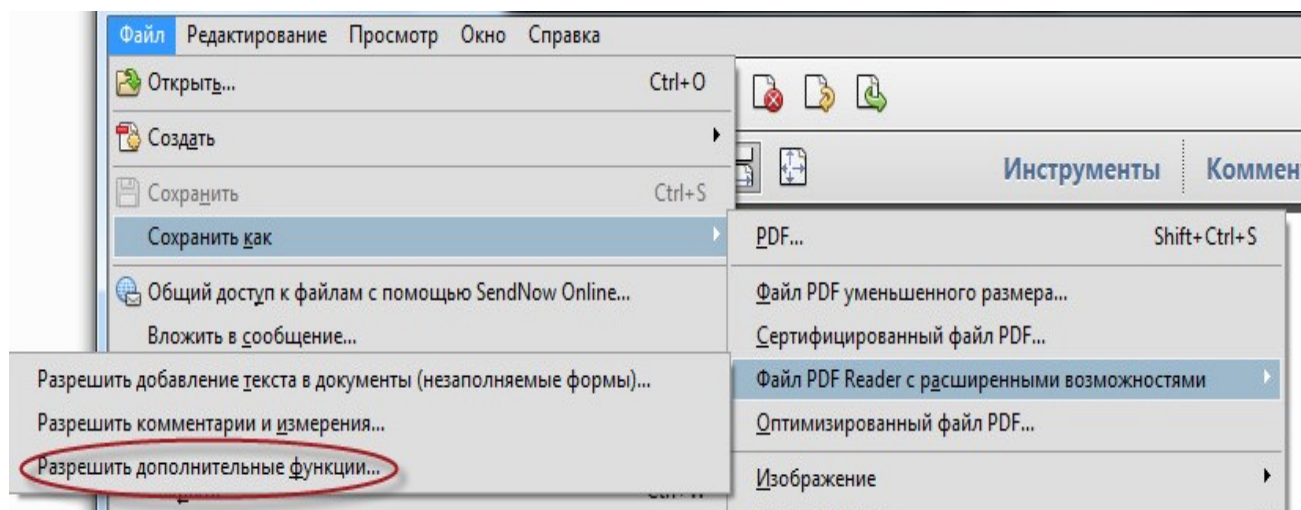 Файл Редактирование Просмотр Окно Справка
Открыть... Ctrl+O
Создать
Инструменты
Сохранить Ctrl+S
Сохранить как
PDF... Shift+Ctrl+S
Общий доступ к файлам с помощью SendNow Online...
Файл PDF уменьшенного размера...
Вложить в сообщение...
Сертифицированный файл PDF...
Разрешить добавление текста в документы (незаполняемые формы)...
Файл PDF Reader с расширенными возможностями
Разрешить комментарии и измерения...
Оптимизированный файл PDF...
Разрешить дополнительные функции...
Изображение